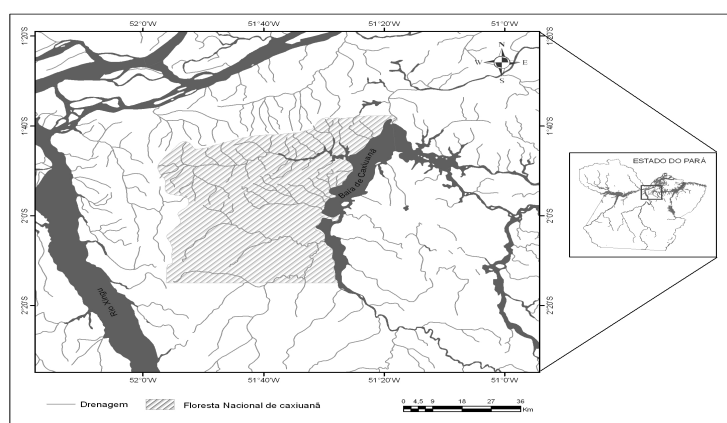 52°0'W 51°40'W 51°20'W 51°0'W
1°20'S 1°20'S
N
W E
S
1°40'S 1°40'S
Baia de Caxiuanã
ESTADO DO PARÁ
2°0'S 2°0'S
Rio Xingu
2°20'S 2°20'S
52°0'W 51°40'W 51°20'W 51°0'W
Drenagem Floresta Nacional de caxiuanã
0 4,5 9 18 27 36
Km